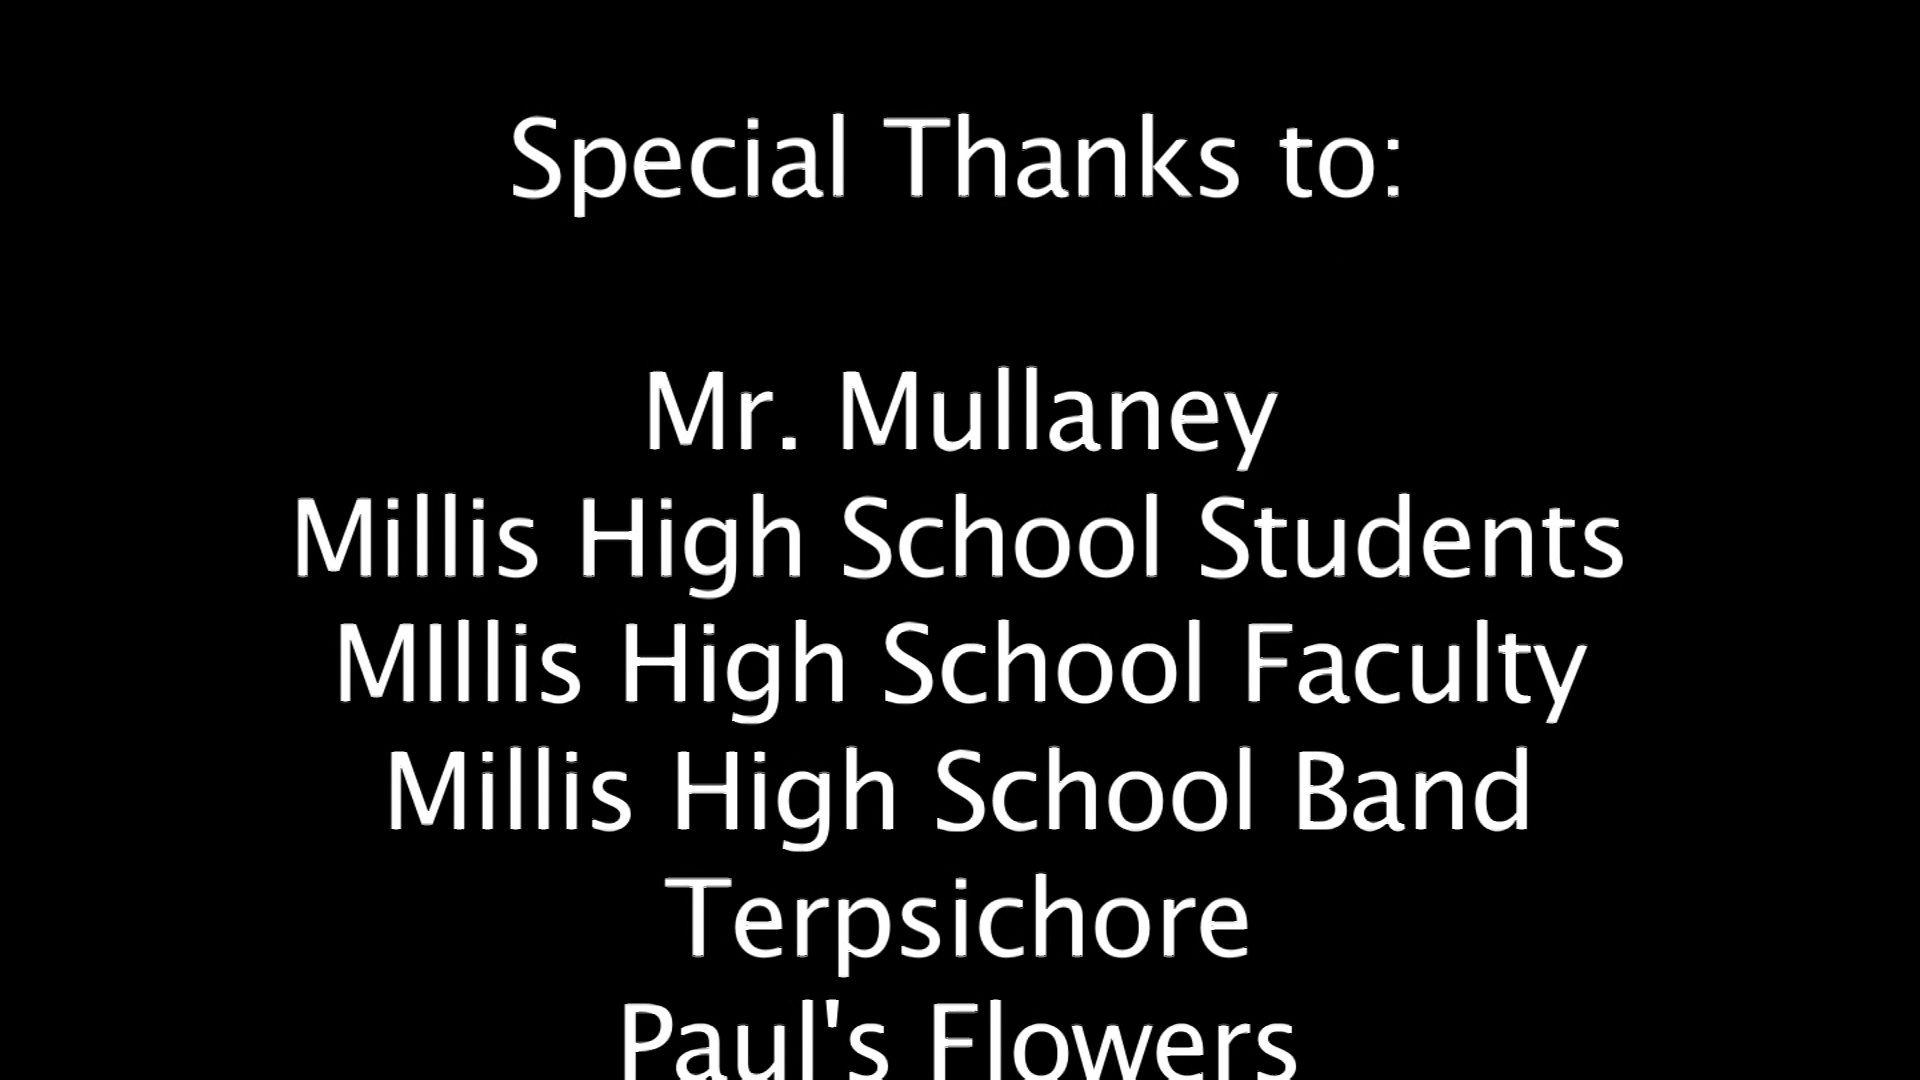 Special Thanks to:
Mr. Mullaney
Millis High School Students
MIllis High School Faculty
Millis High School Band
Terpsichore
Paul's Flowers